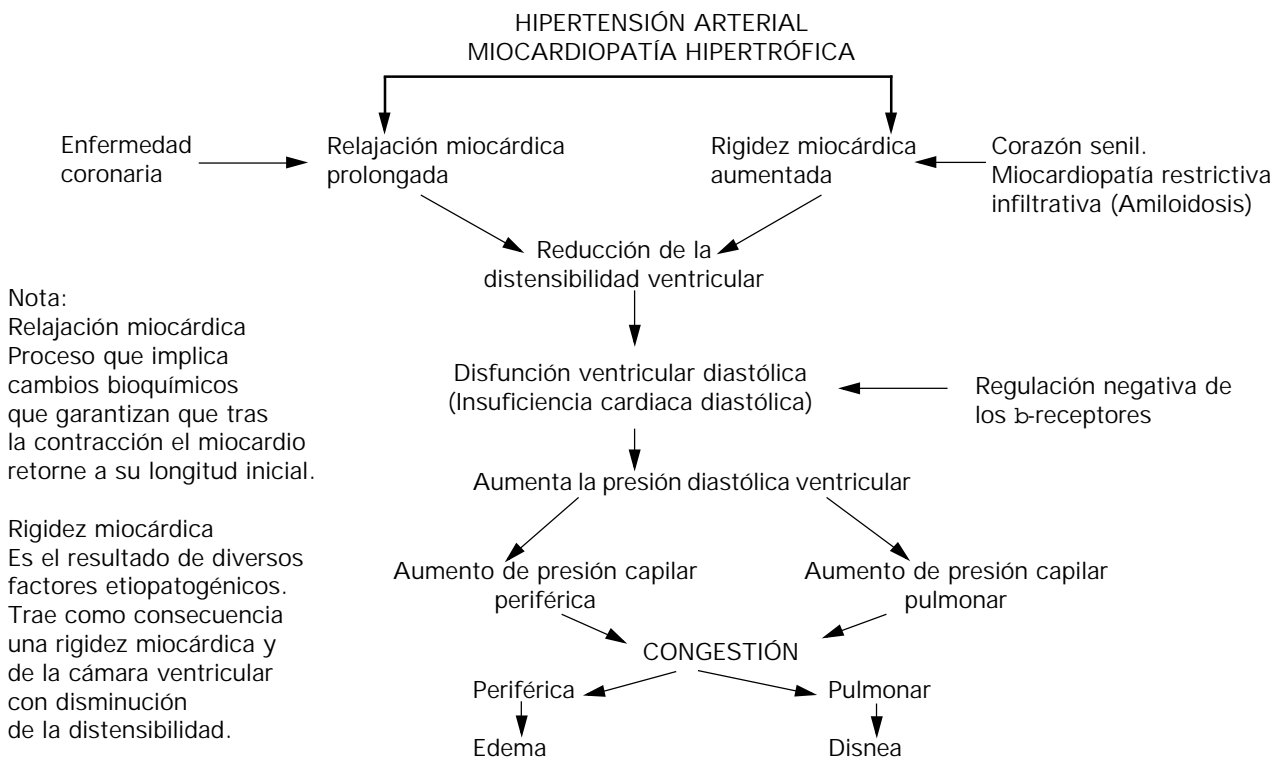 HIPERTENSIÓN ARTERIAL
MIOCARDIOPATÍA HIPERTRÓFICA
Enfermedad
coronaria
Relajación miocárdica
prolongada
Rigidez miocárdica
aumentada
Corazón senil.
Miocardiopatía restrictiva
infiltrativa (Amiloidosis)
Reducción de la
distensibilidad ventricular
Nota:
Relajación miocárdica
Proceso que implica
cambios bioquímicos
que garantizan que tras
la contracción el miocardio
retorne a su longitud inicial.
Rigidez miocárdica
Es el resultado de diversos
factores etiopatogénicos.
Trae como consecuencia
una rigidez miocárdica y
de la cámara ventricular
con disminución
de la distensibilidad.
Disfunción ventricular diastólica
(Insuficiencia cardiaca diastólica)
Regulación negativa de
los b-receptores
Aumenta la presión diastólica ventricular
Aumento de presión capilar
periférica
Aumento de presión capilar
pulmonar
CONGESTIÓN
Periférica
Pulmonar
Edema
Disnea